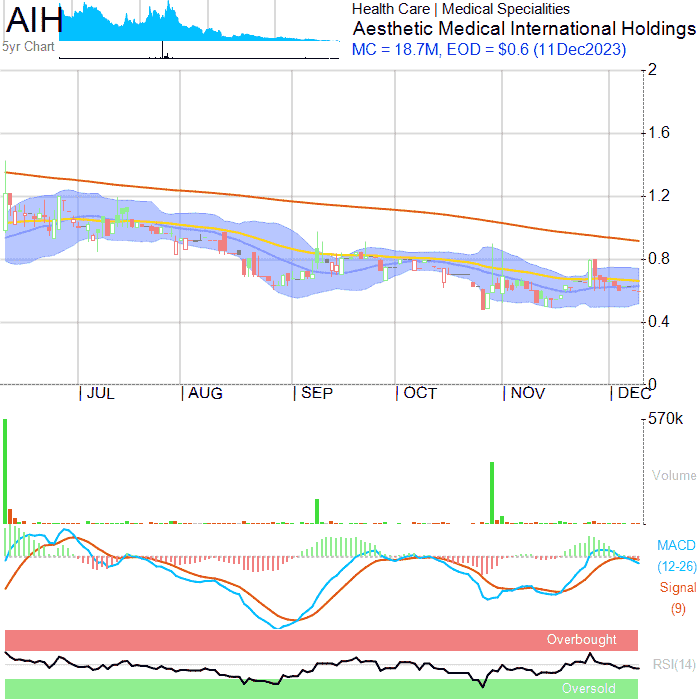 AIH
5yr Chart
Health Care | Medical Specialities
Aesthetic Medical International Holdings
MC = 18.7M, EOD = $0.6 (11Dec2023)
2
1.6
1.2
0.8
0.4
0
| JUL | AUG | SEP | OCT | NOV | DEC
570k
Volume
MACD
(12-26)
Signal
(9)
Overbought
RSI(14)
Oversold